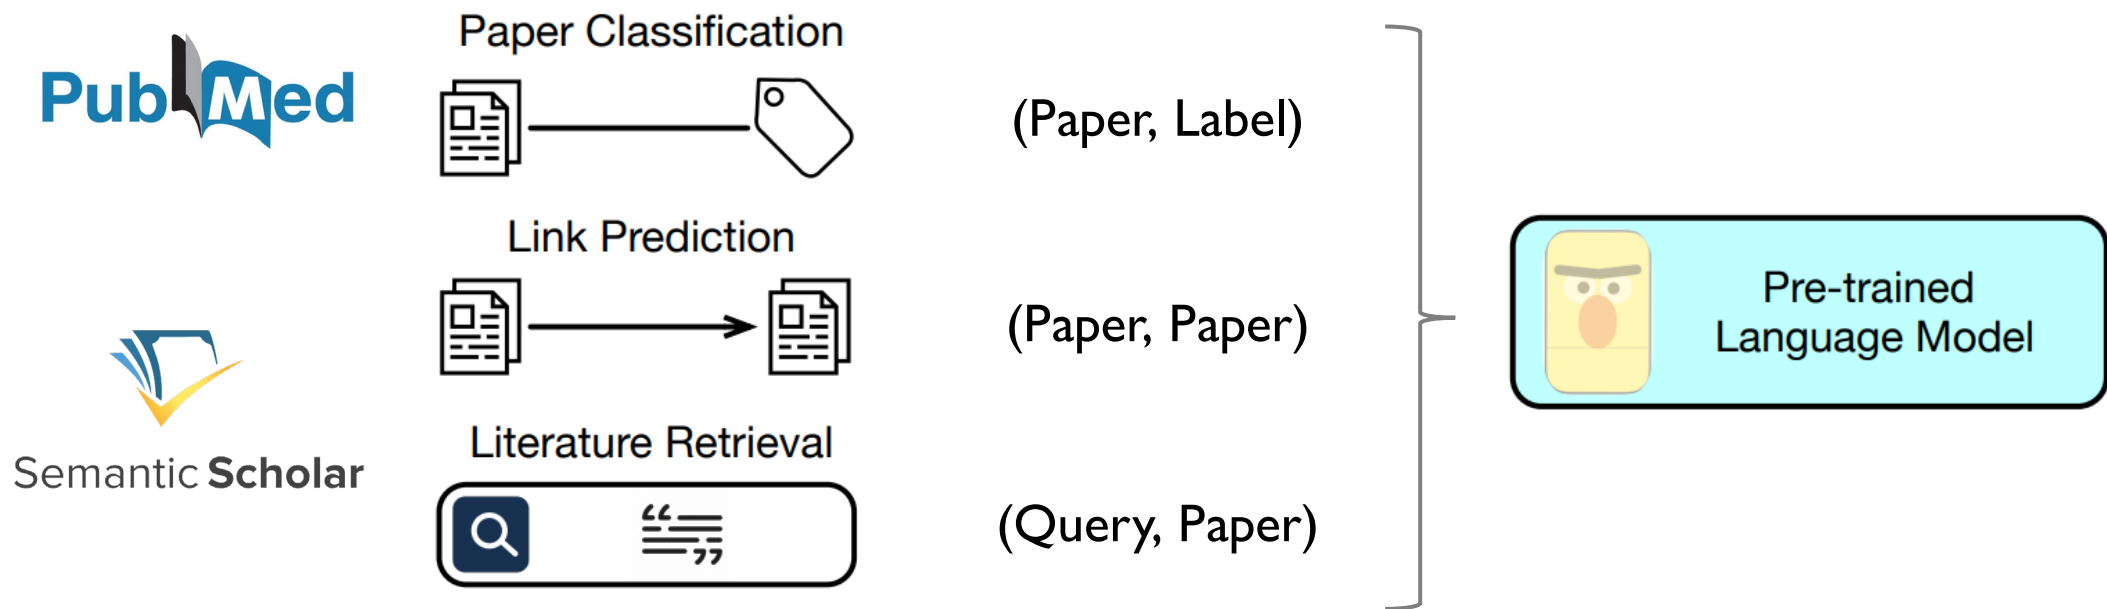 PubMed
Paper Classification
(Paper, Label)
Link Prediction
(Paper, Paper)
Semantic Scholar
Literature Retrieval
(Query, Paper)
Pre-trained
Language Model